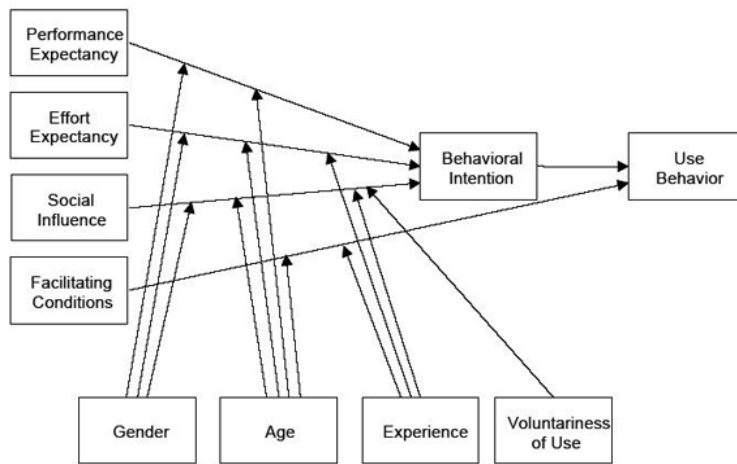 Performance
Expectancy
Effort
Expectancy
Social
Influence
Facilitating
Conditions
Behavioral
Intention
Use
Behavior
Gender
Age
Experience
Voluntariness
of Use